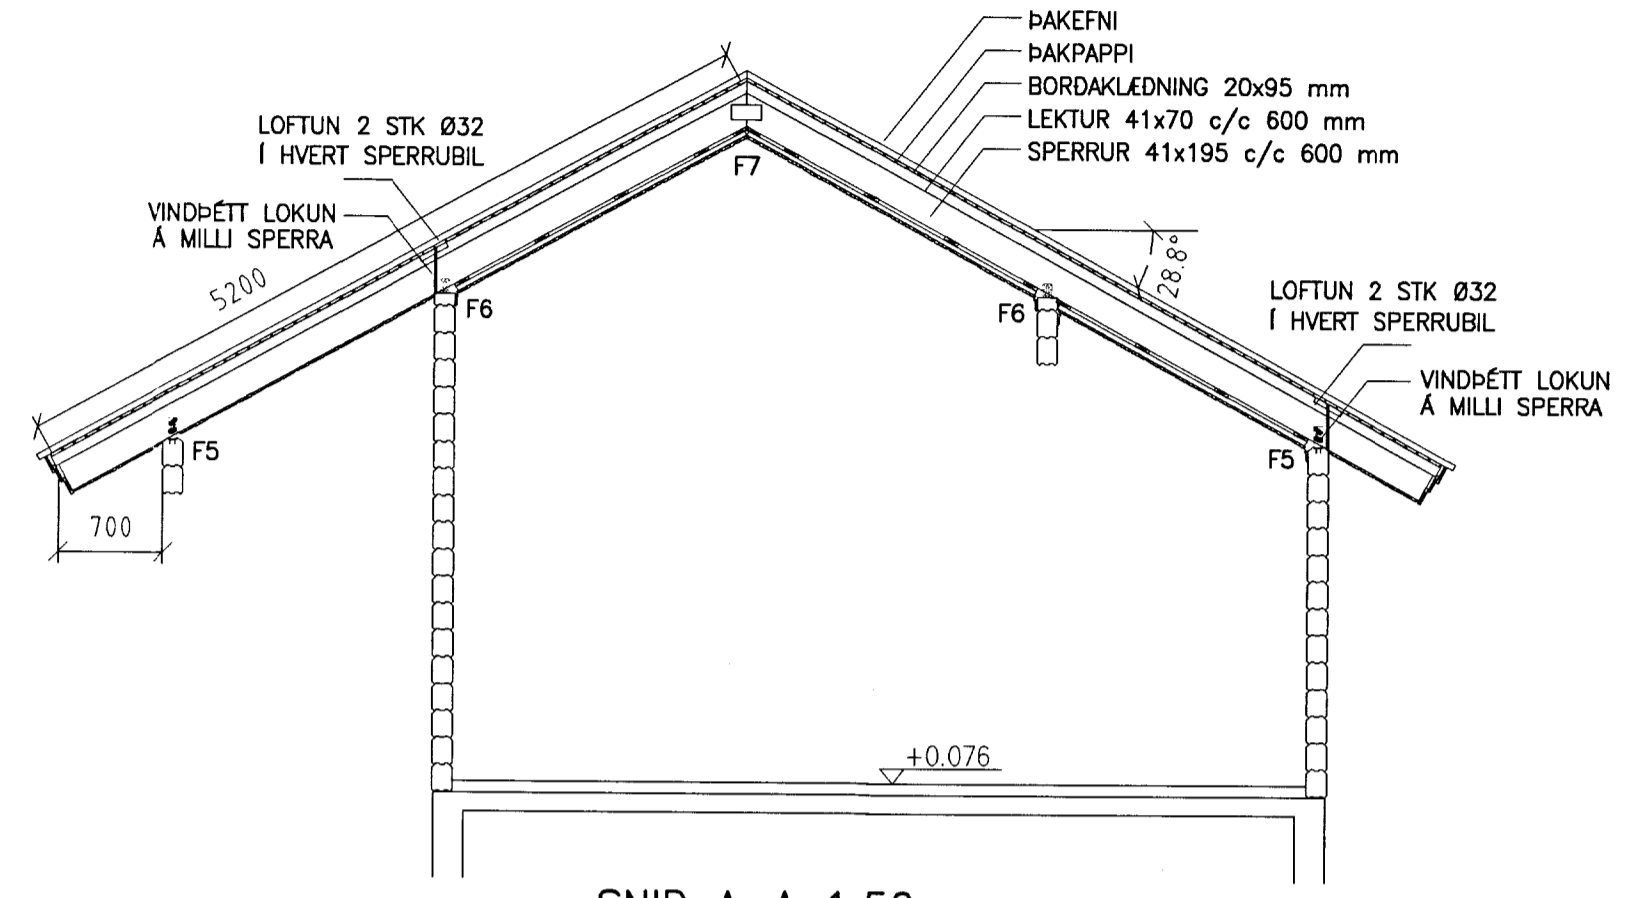 ÞAKEFNI
ÞAKPAPPI
BORÐAKLÆÐNING 20x95 mm
LEKTUR 41x70 c/c 600 mm
SPERRUR 41x195 c/c 600 mm
LOFTUN 2 STK Ø32
Í HVERT SPERRUBIL
VINDÞÉTT LOKUN
Á MILLI SPERRA
5200
F7
28.8°
F6
F6
LOFTUN 2 STK Ø32
Í HVERT SPERRUBIL
VINDÞÉTT LOKUN
Á MILLI SPERRA
F5
F5
700
+0.076